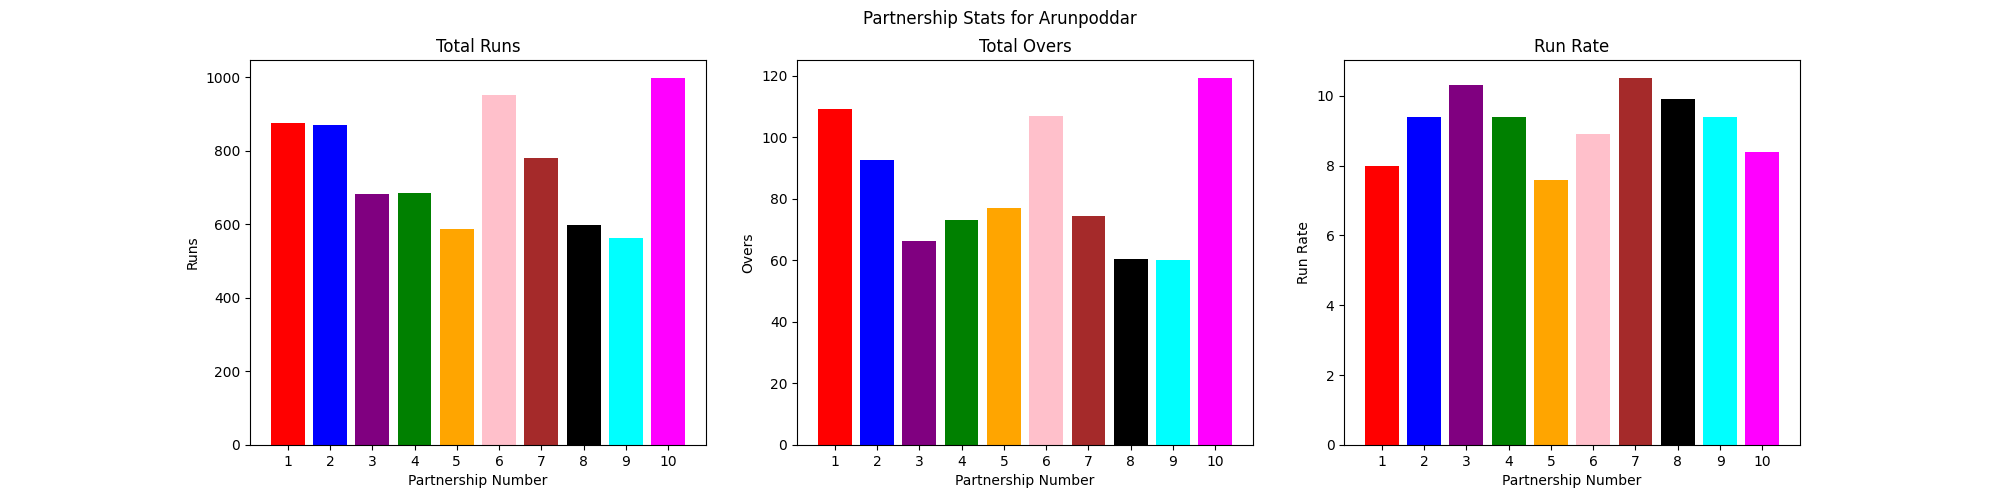 Partnership Stats for Arunpoddar
Total Runs
1000
800
600
400
200
0
Runs
1 2 3 4 5 6 7 8 9 10
Partnership Number
Total Overs
120
100
80
60
40
20
0
Overs
1 2 3 4 5 6 7 8 9 10
Partnership Number
Run Rate
10
8
6
4
2
0
Run Rate
1 2 3 4 5 6 7 8 9 10
Partnership Number